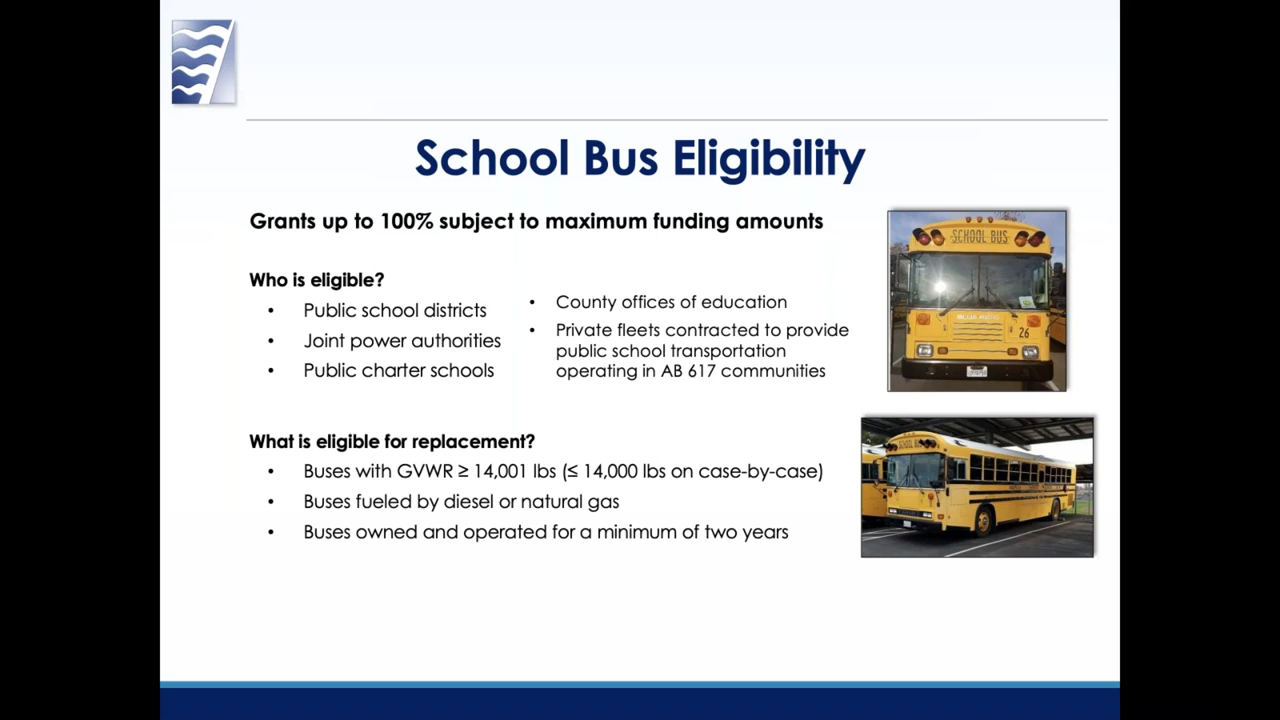 School Bus Eligibility
Grants up to 100% subject to maximum funding amounts
Who is eligible?
• Public school districts
• Joint power authorities
• Public charter schools
• County offices of education
• Private fleets contracted to provide
public school transportation
operating in AB 617 communities
What is eligible for replacement?
• Buses with GVWR ≥ 14,001 lbs (≤ 14,000 lbs on case-by-case)
• Buses fueled by diesel or natural gas
• Buses owned and operated for a minimum of two years
SCHOOL BUS
26
SCHOOL BUS